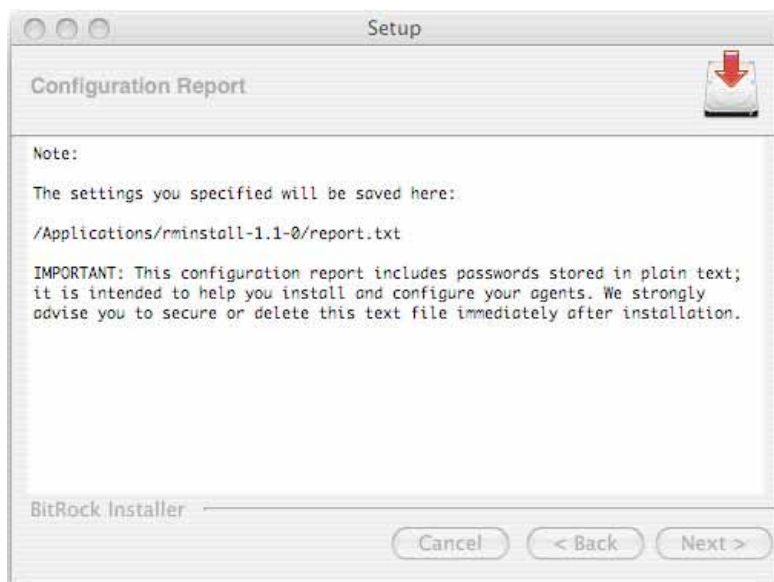 Setup
Configuration Report
Note:
The settings you specified will be saved here:
/Applications/rminstall-1.1-0/report.txt
IMPORTANT: This configuration report includes passwords stored in plain text;
it is intended to help you install and configure your agents. We strongly
advise you to secure or delete this text file immediately after installation.
BitRock Installer
Cancel
< Back
Next >